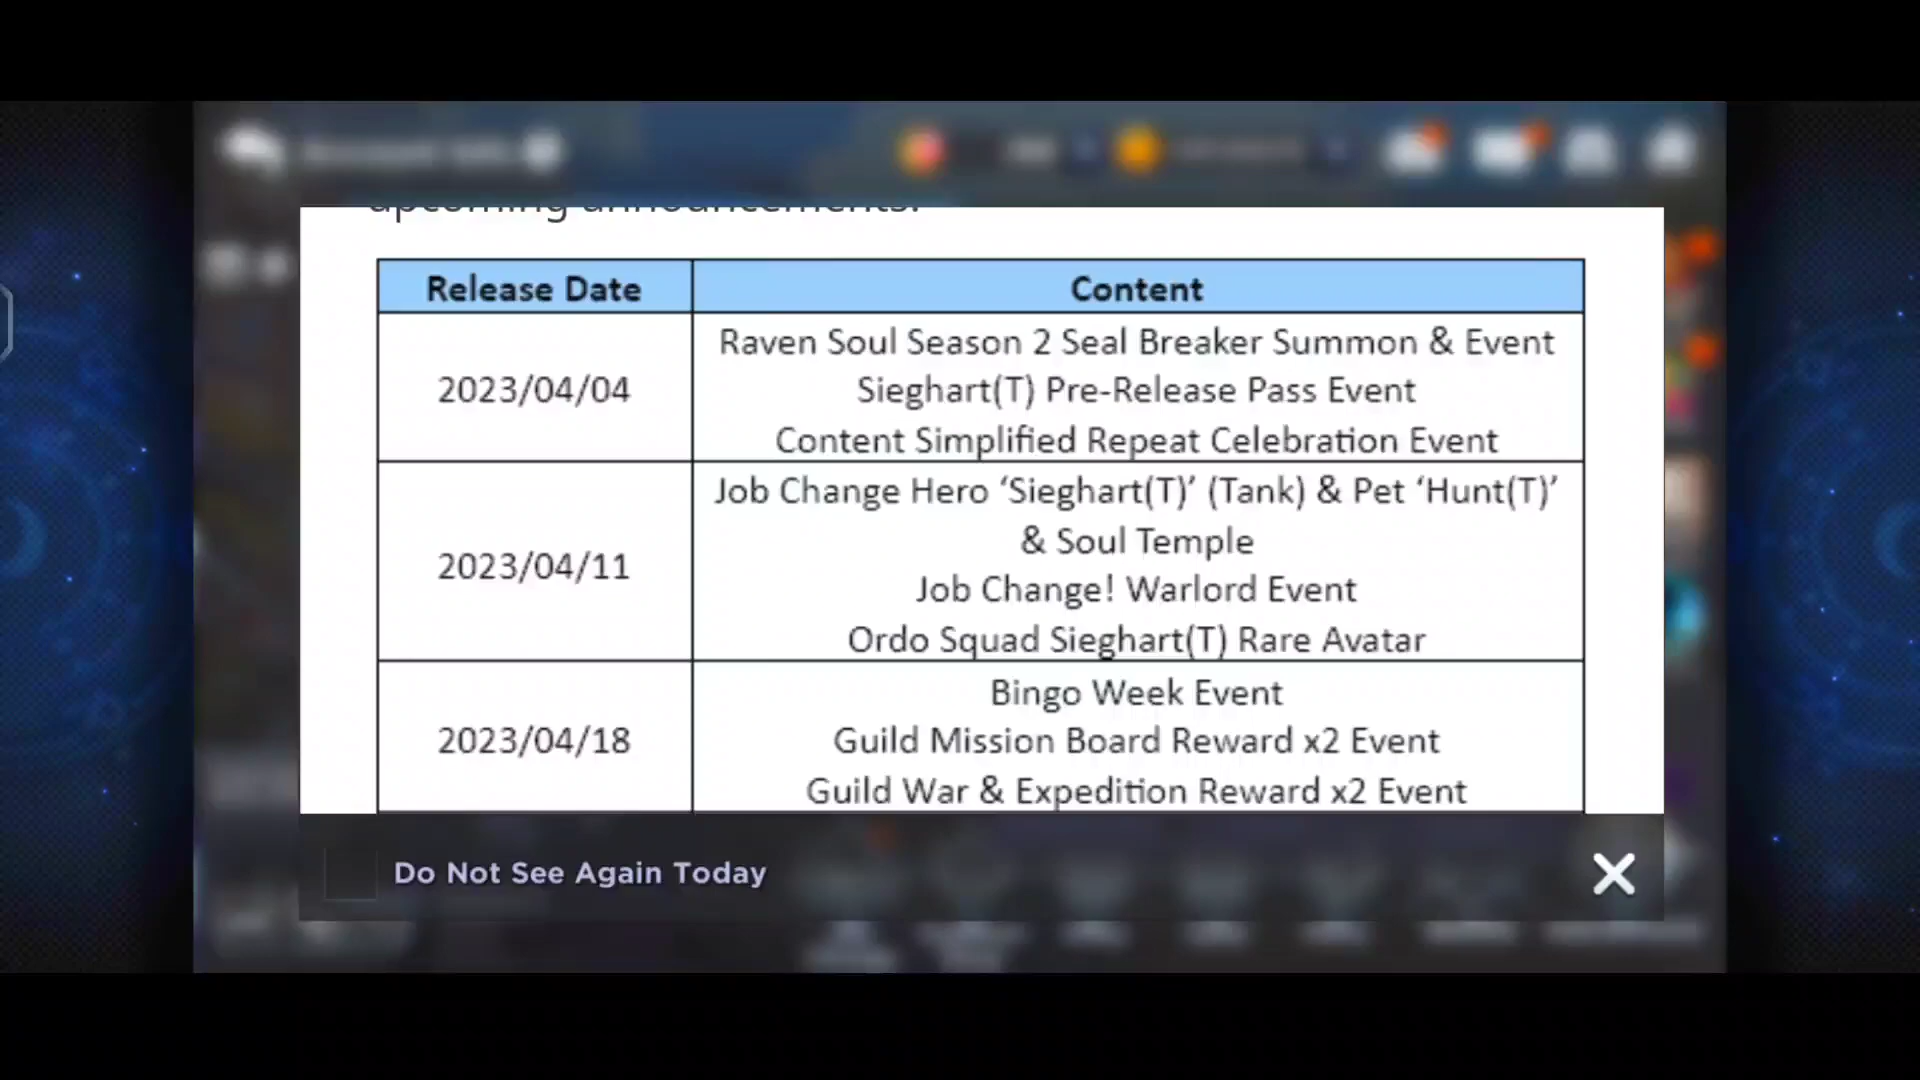 upcoming announcements.
Release Date
Content
2023/04/04
Raven Soul Season 2 Seal Breaker Summon & Event
Sieghart(T) Pre-Release Pass Event
Content Simplified Repeat Celebration Event
2023/04/11
Job Change Hero ‘Sieghart(T)’ (Tank) & Pet ‘Hunt(T)’
& Soul Temple
Job Change! Warlord Event
Ordo Squad Sieghart(T) Rare Avatar
2023/04/18
Bingo Week Event
Guild Mission Board Reward x2 Event
Guild War & Expedition Reward x2 Event
Do Not See Again Today